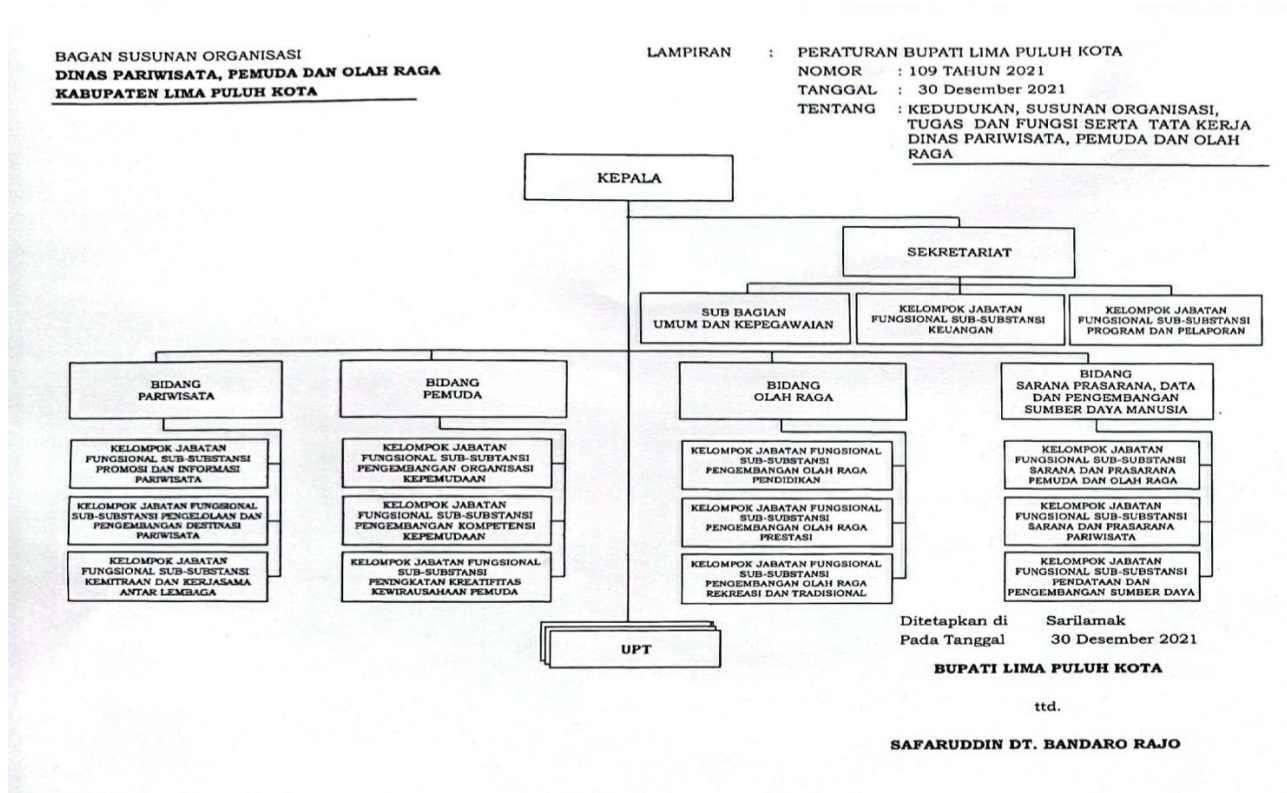 BAGAN SUSUNAN ORGANISASI
DINAS PARIWISATA, PEMUDA DAN OLAH RAGA
KABUPATEN LIMA PULUH KOTA
LAMPIRAN : PERATURAN BUPATI LIMA PULUH KOTA
NOMOR : 109 TAHUN 2021
TANGGAL : 30 Desember 2021
TENTANG : KEDUDUKAN, SUSUNAN ORGANISASI,
TUGAS DAN FUNGSI SERTA TATA KERJA
DINAS PARIWISATA, PEMUDA DAN OLAH
RAGA
KEPALA
SEKRETARIAT
SUB BAGIAN
UMUM DAN KEPEGAWAIAN
KELOMPOK JABATAN
FUNGSIONAL SUB-SUBSTANSI
KEUANGAN
KELOMPOK JABATAN
FUNGSIONAL SUB-SUBSTANSI
PROGRAM DAN PELAPORAN
BIDANG
PARIWISATA
BIDANG
PEMUDA
BIDANG
OLAH RAGA
BIDANG
SARANA PRASARANA, DATA
DAN PENGEMBANGAN
SUMBER DAYA MANUSIA
KELOMPOK JABATAN
FUNGSIONAL SUB-SUBSTANSI
PROMOSI DAN INFORMASI
PARIWISATA
KELOMPOK JABATAN
FUNGSIONAL SUB-SUBTANSI
PENGEMBANGAN ORGANISASI
KEPEMUDAAN
KELOMPOK JABATAN FUNGSIONAL
SUB-SUBSTANSI
PENGEMBANGAN OLAH RAGA
PENDIDIKAN
KELOMPOK JABATAN
FUNGSIONAL SUB-SUBSTANSI
SARANA DAN PRASARANA
PEMUDA DAN OLAH RAGA
KELOMPOK JABATAN FUNGSIONAL
SUB-SUBSTANSI PENGELOLAAN DAN
PENGEMBANGAN DESTINASI
PARIWISATA
KELOMPOK JABATAN
FUNGSIONAL SUB-SUBSTANSI
PENGEMBANGAN KOMPETENSI
KEPEMUDAAN
KELOMPOK JABATAN FUNGSIONAL
SUB-SUBSTANSI
PENGEMBANGAN OLAH RAGA
PRESTASI
KELOMPOK JABATAN
FUNGSIONAL SUB-SUBSTANSI
SARANA DAN PRASARANA
PARIWISATA
KELOMPOK JABATAN
FUNGSIONAL SUB-SUBSTANSI
KEMITRAAN DAN KERJASAMA
ANTAR LEMBAGA
KELOMPOK JABATAN FUNGSIONAL
SUB-SUBSTANSI
PENINGKATAN KREATIFITAS
KEWIRAUSAHAAN PEMUDA
KELOMPOK JABATAN FUNGSIONAL
SUB-SUBSTANSI
PENGEMBANGAN OLAH RAGA
REKREASI DAN TRADISIONAL
KELOMPOK JABATAN
FUNGSIONAL SUB-SUBSTANSI
PENDATAAN DAN
PENGEMBANGAN SUMBER DAYA
UPT
Ditetapkan di Sarilamak
Pada Tanggal 30 Desember 2021
BUPATI LIMA PULUH KOTA
ttd.
SAFARUDDIN DT. BANDARO RAJO